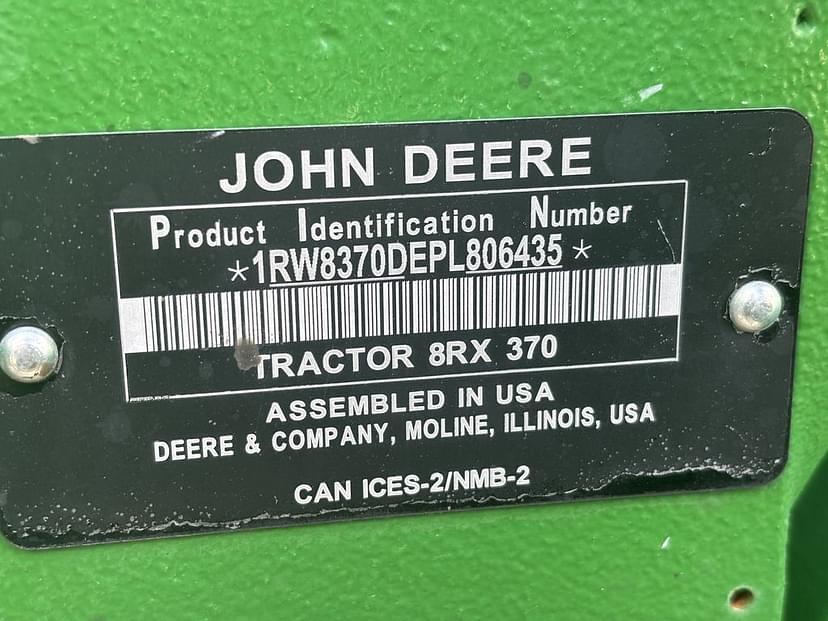 JOHN DEERE
Product Identification Number
*1RW8370DEPL806435*
TRACTOR 8RX 370
ASSEMBLED IN USA
DEERE & COMPANY, MOLINE, ILLINOIS, USA
CAN ICES-2/NMB-2